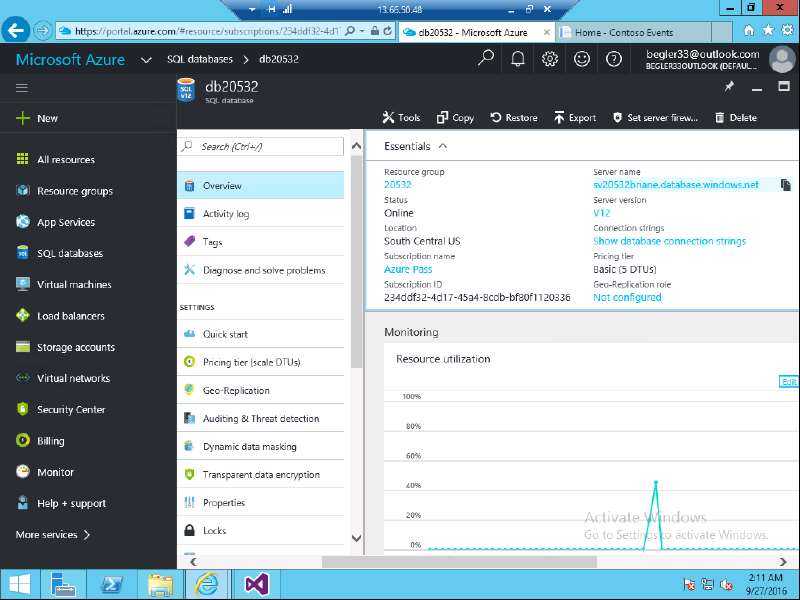 13.66.50.48
https://portal.azure.com/#resource/subscriptions/234ddf32-4d17
db20532 - Microsoft Azure
Home - Contoso Events
Microsoft Azure
SQL databases
db20532
begler33@outlook.com
BEGLER33OUTLOOK (DEFAUL...
SQL
V12
db20532
SQL database
New
Tools
Copy
Restore
Export
Set server firew...
Delete
All resources
Resource groups
App Services
SQL databases
Virtual machines
Load balancers
Storage accounts
Virtual networks
Security Center
Billing
Monitor
Help + support
More services
Search (Ctrl+/)
Overview
Activity log
Tags
Diagnose and solve problems
SETTINGS
Quick start
Pricing tier (scale DTUs)
Geo-Replication
Auditing & Threat detection
Dynamic data masking
Transparent data encryption
Properties
Locks
Essentials
Resource group
20532
Status
Online
Location
South Central US
Subscription name
Azure Pass
Subscription ID
234ddf32-4d17-45a4-8cdb-bf80f1120336
Server name
sv20532briane.database.windows.net
Server version
V12
Connection strings
Show database connection strings
Pricing tier
Basic (5 DTUs)
Geo-Replication role
Not configured
Monitoring
Resource utilization
Edit
100%
80%
60%
40%
20%
0%
Activate Windows
Go to Settings to activate Windows.
2:11 AM
9/27/2016